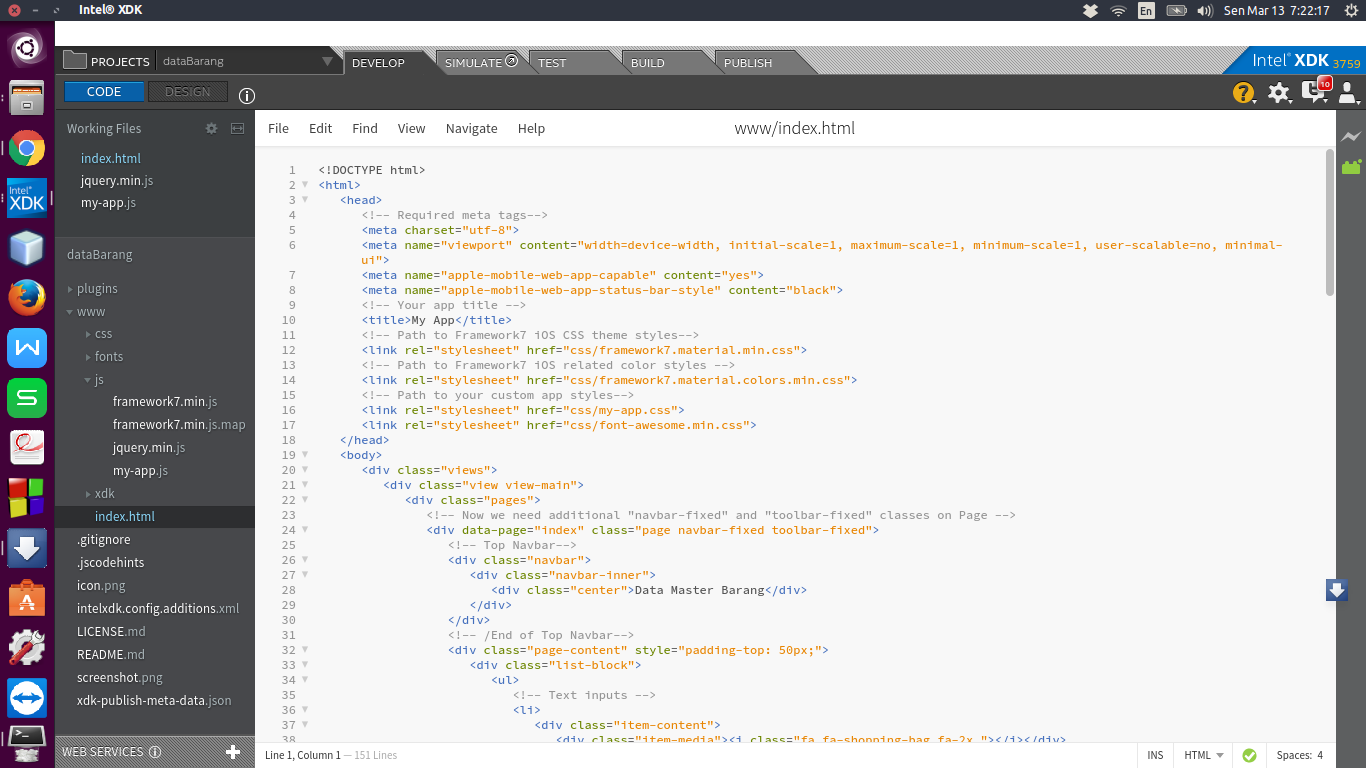 Intel® XDK
En
Sen Mar 13 7:22:17
PROJECTS
dataBarang
DEVELOP
SIMULATE
TEST
BUILD
PUBLISH
Intel® XDK 3759
CODE
DESIGN
10
Working Files
index.html
jquery.min.js
my-app.js
dataBarang
plugins
www
css
fonts
js
framework7.min.js
framework7.min.js.map
jquery.min.js
my-app.js
xdk
index.html
.gitignore
.jscodehints
icon.png
intelxdk.config.additions.xml
LICENSE.md
README.md
screenshot.png
xdk-publish-meta-data.json
WEB SERVICES
File Edit Find View Navigate Help
www/index.html
1 <!DOCTYPE html>
2 <html>
3 <head>
4 <!-- Required meta tags-->
5 <meta charset="utf-8">
6 <meta name="viewport" content="width=device-width, initial-scale=1, maximum-scale=1, minimum-scale=1, user-scalable=no, minimal-
ui">
7 <meta name="apple-mobile-web-app-capable" content="yes">
8 <meta name="apple-mobile-web-app-status-bar-style" content="black">
9 <!-- Your app title -->
10 <title>My App</title>
11 <!-- Path to Framework7 iOS CSS theme styles-->
12 <link rel="stylesheet" href="css/framework7.material.min.css">
13 <!-- Path to Framework7 iOS related color styles -->
14 <link rel="stylesheet" href="css/framework7.material.colors.min.css">
15 <!-- Path to your custom app styles-->
16 <link rel="stylesheet" href="css/my-app.css">
17 <link rel="stylesheet" href="css/font-awesome.min.css">
18 </head>
19 <body>
20 <div class="views">
21 <div class="view view-main">
22 <div class="pages">
23 <!-- Now we need additional "navbar-fixed" and "toolbar-fixed" classes on Page -->
24 <div data-page="index" class="page navbar-fixed toolbar-fixed">
25 <!-- Top Navbar-->
26 <div class="navbar">
27 <div class="navbar-inner">
28 <div class="center">Data Master Barang</div>
29 </div>
30 </div>
31 <!-- /End of Top Navbar-->
32 <div class="page-content" style="padding-top: 50px;">
33 <div class="list-block">
34 <ul>
35 <!-- Text inputs -->
36 <li>
37 <div class="item-content">
38 <div class="item-media"><i class="fa fa-shopping-bag fa-2x "></i></div>
Line 1, Column 1 — 151 Lines
INS
HTML
Spaces: 4
intel®
XDK